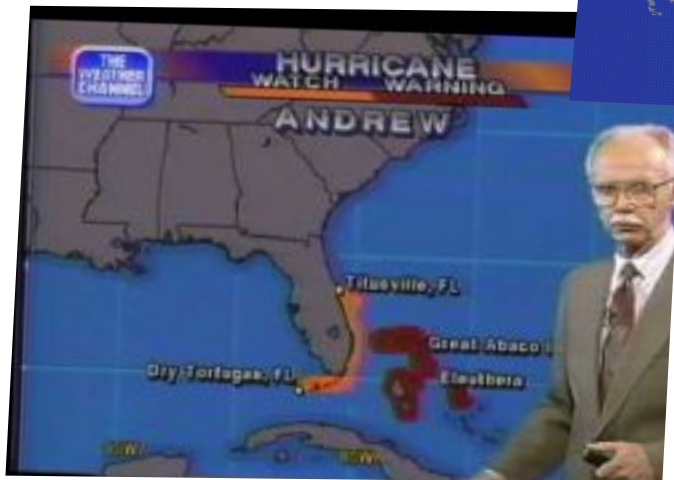 THE
WEATHER
CHANNEL
HURRICANE
WATCH WARNING
ANDREW
Titusville, FL
Great Abaco I.
Dry Tortugas, FL
Eleuthera